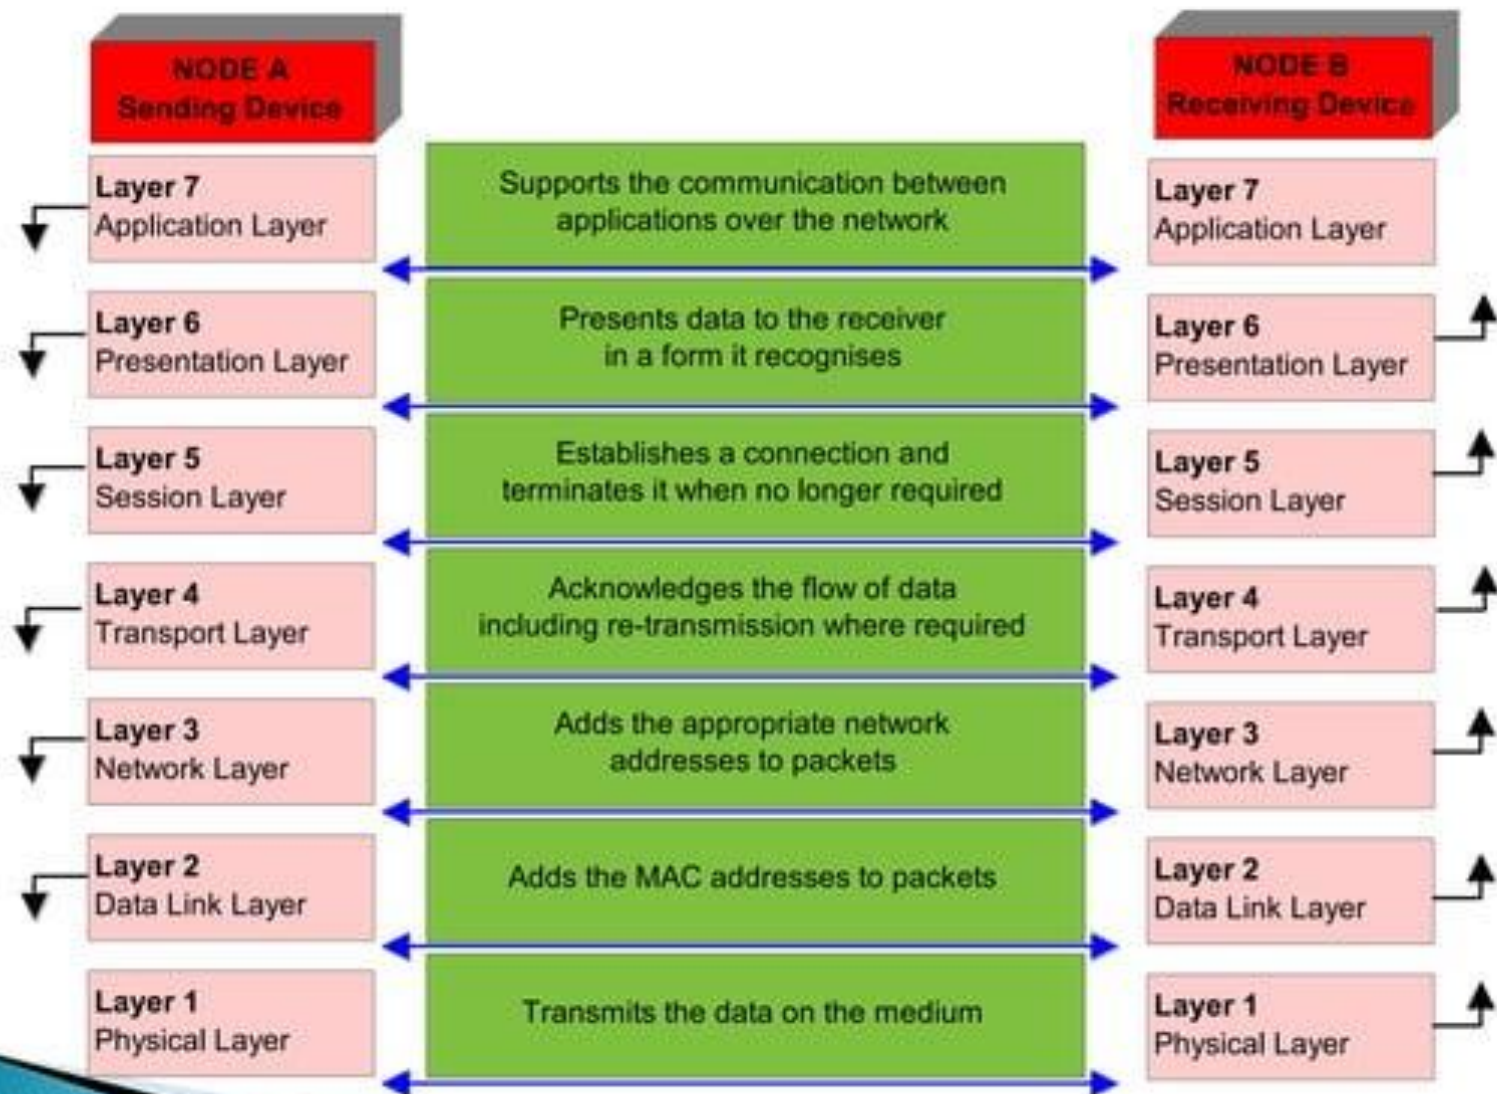 NODE A
Sending Device
NODE B
Receiving Device
Layer 7
Application Layer
Supports the communication between
applications over the network
Layer 7
Application Layer
Layer 6
Presentation Layer
Presents data to the receiver
in a form it recognises
Layer 6
Presentation Layer
Layer 5
Session Layer
Establishes a connection and
terminates it when no longer required
Layer 5
Session Layer
Layer 4
Transport Layer
Acknowledges the flow of data
including re-transmission where required
Layer 4
Transport Layer
Layer 3
Network Layer
Adds the appropriate network
addresses to packets
Layer 3
Network Layer
Layer 2
Data Link Layer
Adds the MAC addresses to packets
Layer 2
Data Link Layer
Layer 1
Physical Layer
Transmits the data on the medium
Layer 1
Physical Layer